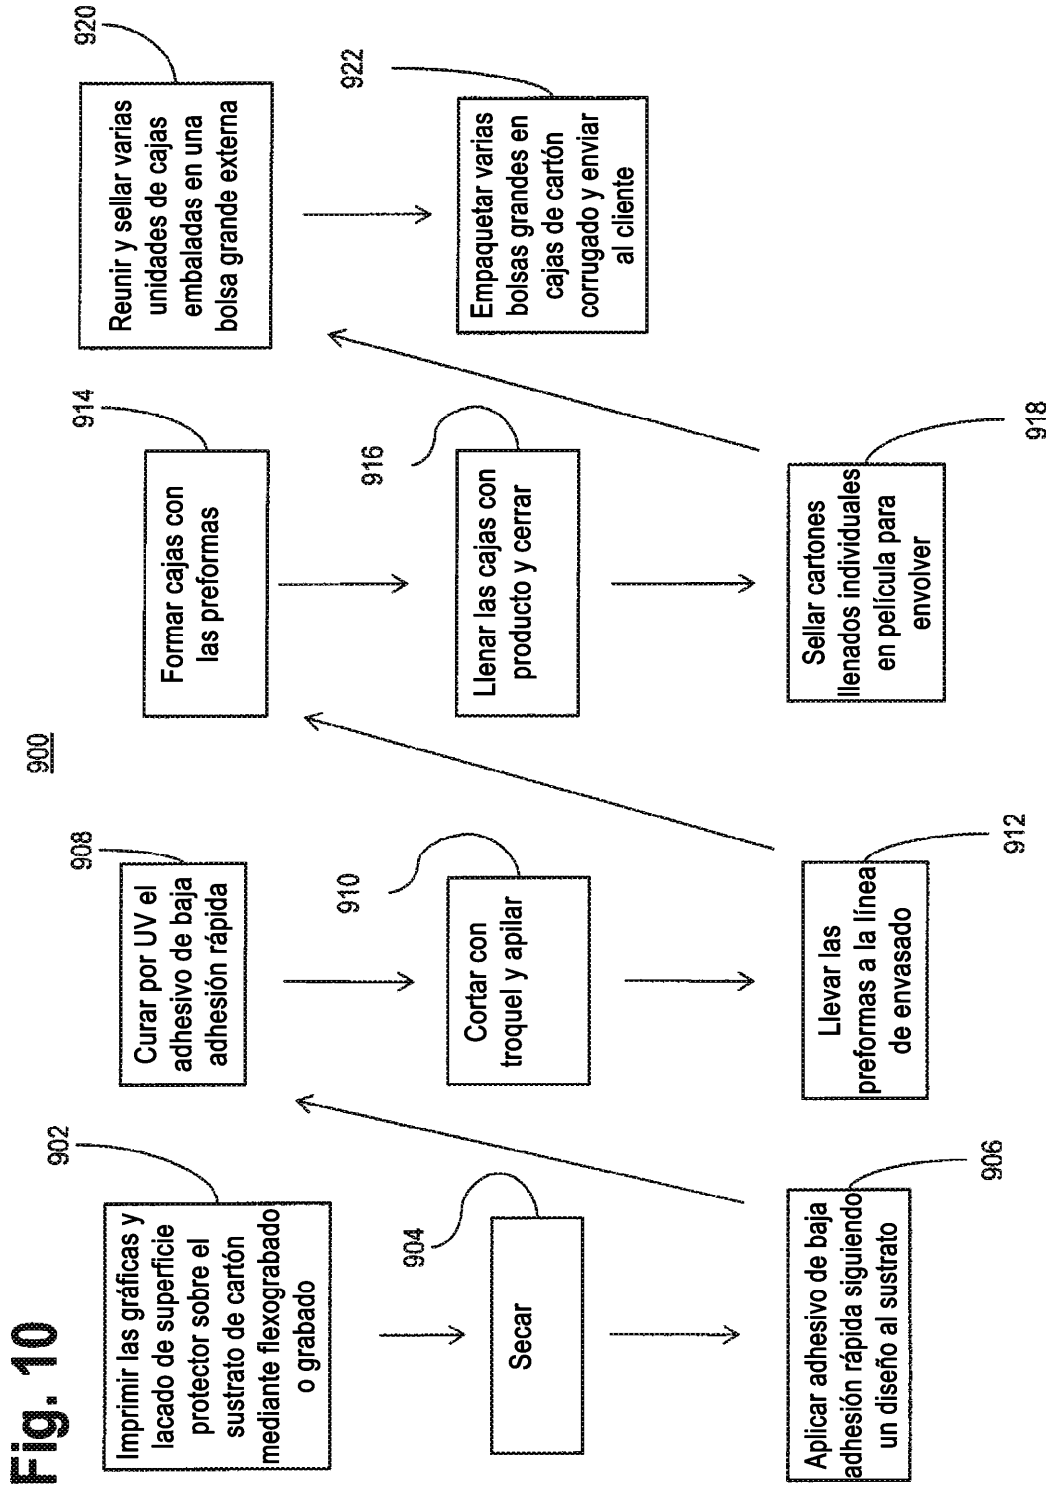 Fig. 10
900
902
Imprimir las gráficas y
lacado de superficie
protector sobre el
sustrato de cartón
mediante flexograbado
o grabado
904
Secar
906
Aplicar adhesivo de baja
adhesión rápida siguiendo
un diseño al sustrato
908
Curar por UV el
adhesivo de baja
adhesión rápida
910
Cortar con
troquel y apilar
912
Llevar las
preformas a la línea
de envasado
914
Formar cajas con
las preformas
916
Llenar las cajas con
producto y cerrar
918
Sellar cartones
llenados individuales
en película para
envolver
920
Reunir y sellar varias
unidades de cajas
embaladas en una
bolsa grande externa
922
Empaquetar varias
bolsas grandes en
cajas de cartón
corrugado y enviar
al cliente